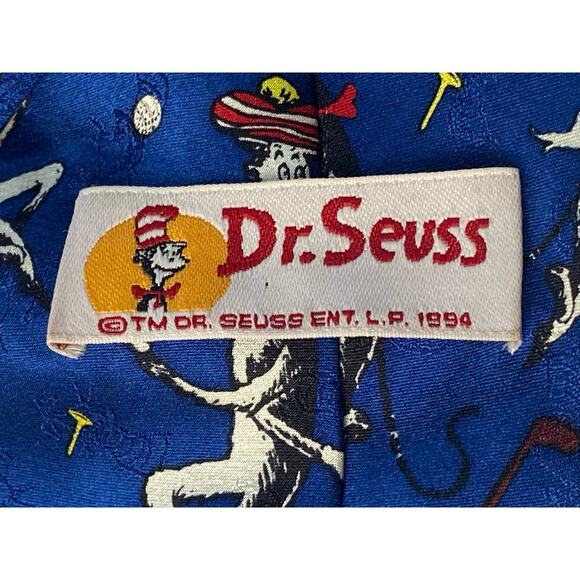 Dr. Seuss
©TM DR. SEUSS ENT. L.P. 1994